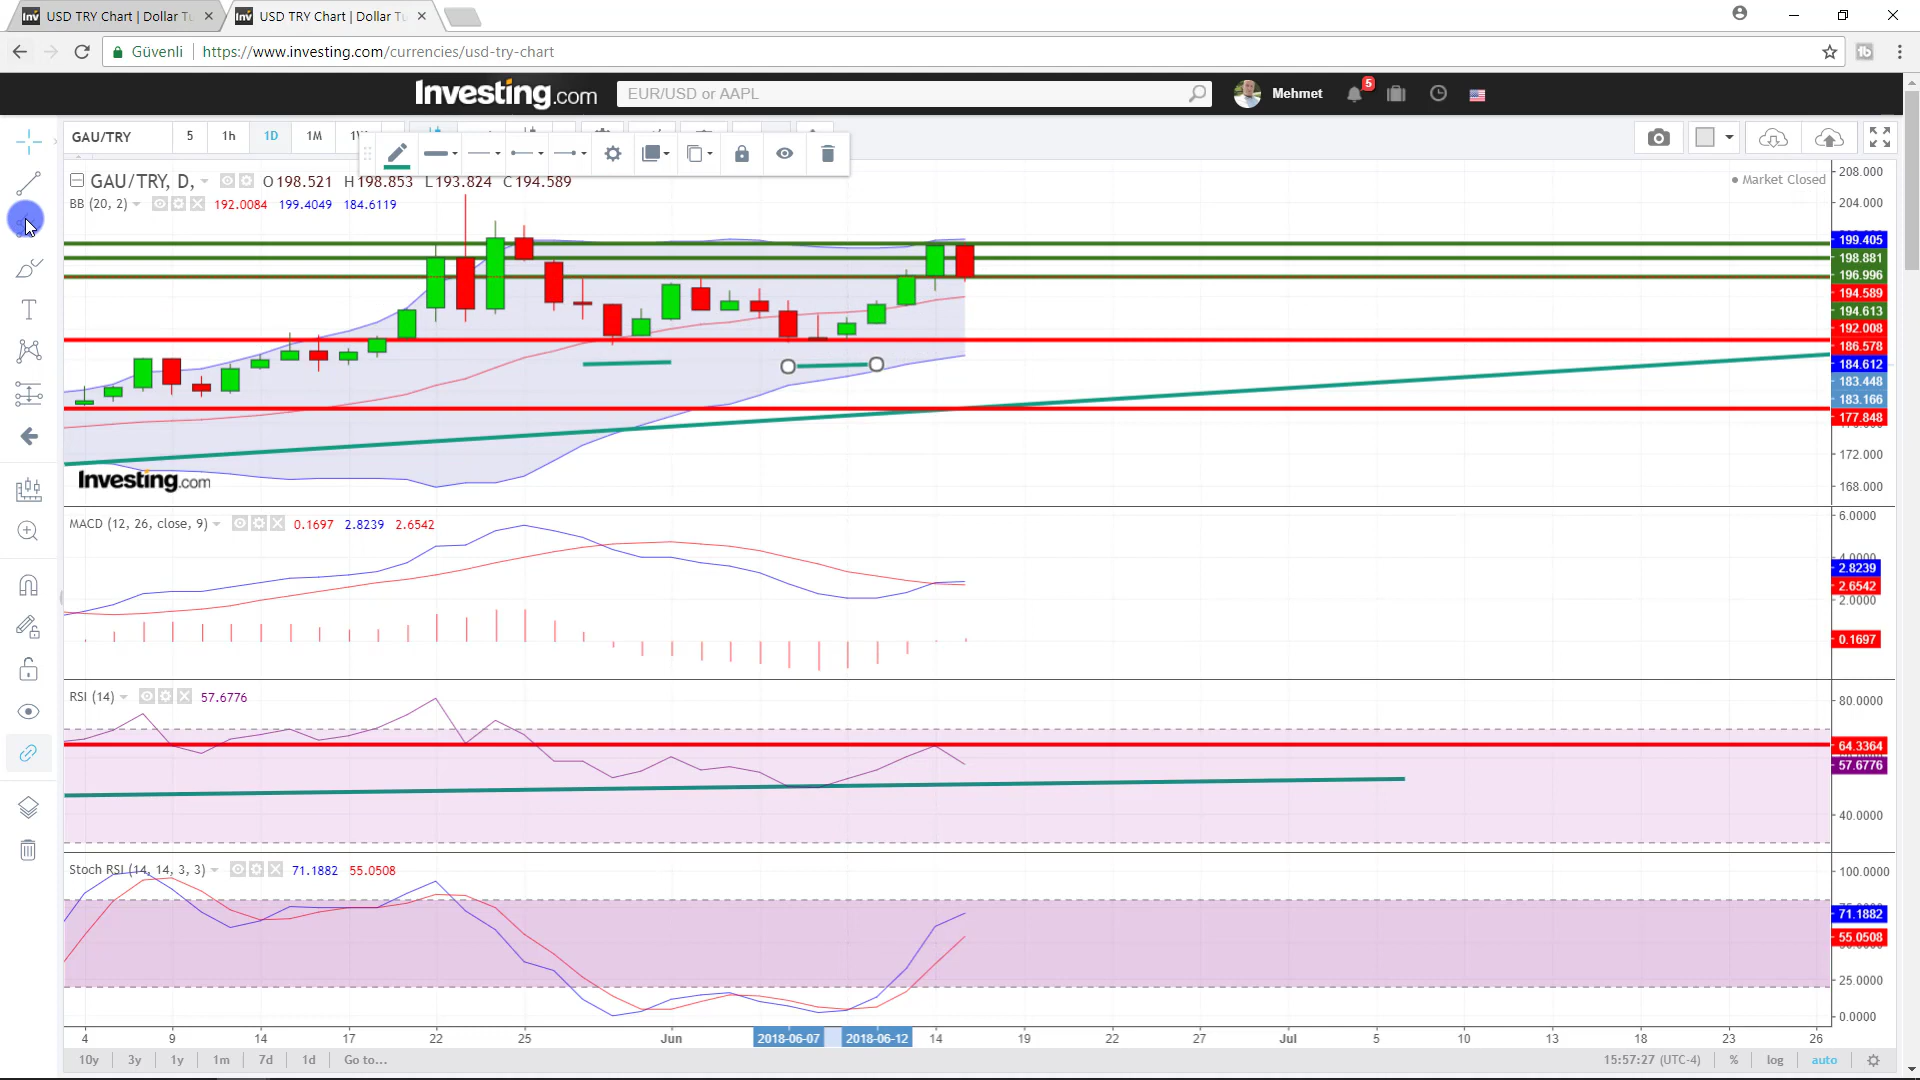 USD TRY Chart | Dollar Tu
USD TRY Chart | Dollar Tu
Güvenli
https://www.investing.com/currencies/usd-try-chart
Investing.com
EUR/USD or AAPL
Mehmet
5
GAU/TRY
5
1h
1D
1M
GAU/TRY, D,
O 198.521 H 198.853 L 193.824 C 194.589
Market Closed
BB (20, 2)
192.0084 199.4049 184.6119
208.000
204.000
199.405
198.881
196.996
194.589
194.613
192.008
186.578
184.612
183.448
183.166
177.848
172.000
168.000
Investing.com
MACD (12, 26, close, 9)
0.1697 2.8239 2.6542
6.0000
4.0000
2.8239
2.6542
2.0000
0.1697
RSI (14)
57.6776
80.0000
64.3364
57.6776
40.0000
Stoch RSI (14, 14, 3, 3)
71.1882 55.0508
100.0000
71.1882
55.0508
25.0000
0.0000
4 9 14 17 22 25 Jun 2018-06-07 2018-06-12 14 19 22 27 Jul 5 10 13 18 23 26
10y 3y 1y 1m 7d 1d Go to...
15:57:27 (UTC-4) % log auto